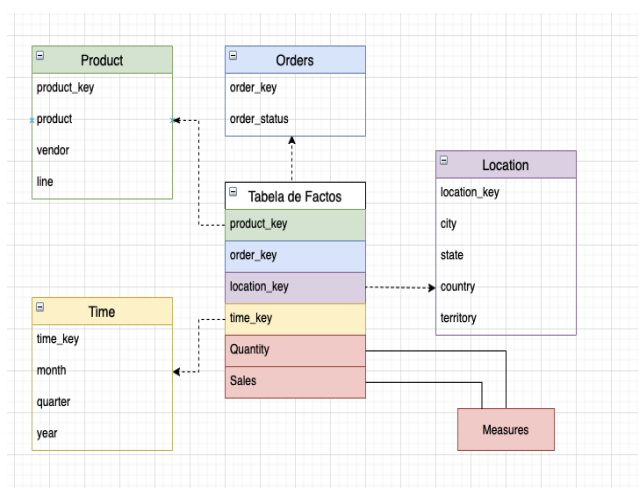 Product
product_key
product
vendor
line
Orders
order_key
order_status
Location
location_key
city
state
country
territory
Tabela de Factos
product_key
order_key
location_key
time_key
Quantity
Sales
Time
time_key
month
quarter
year
Measures